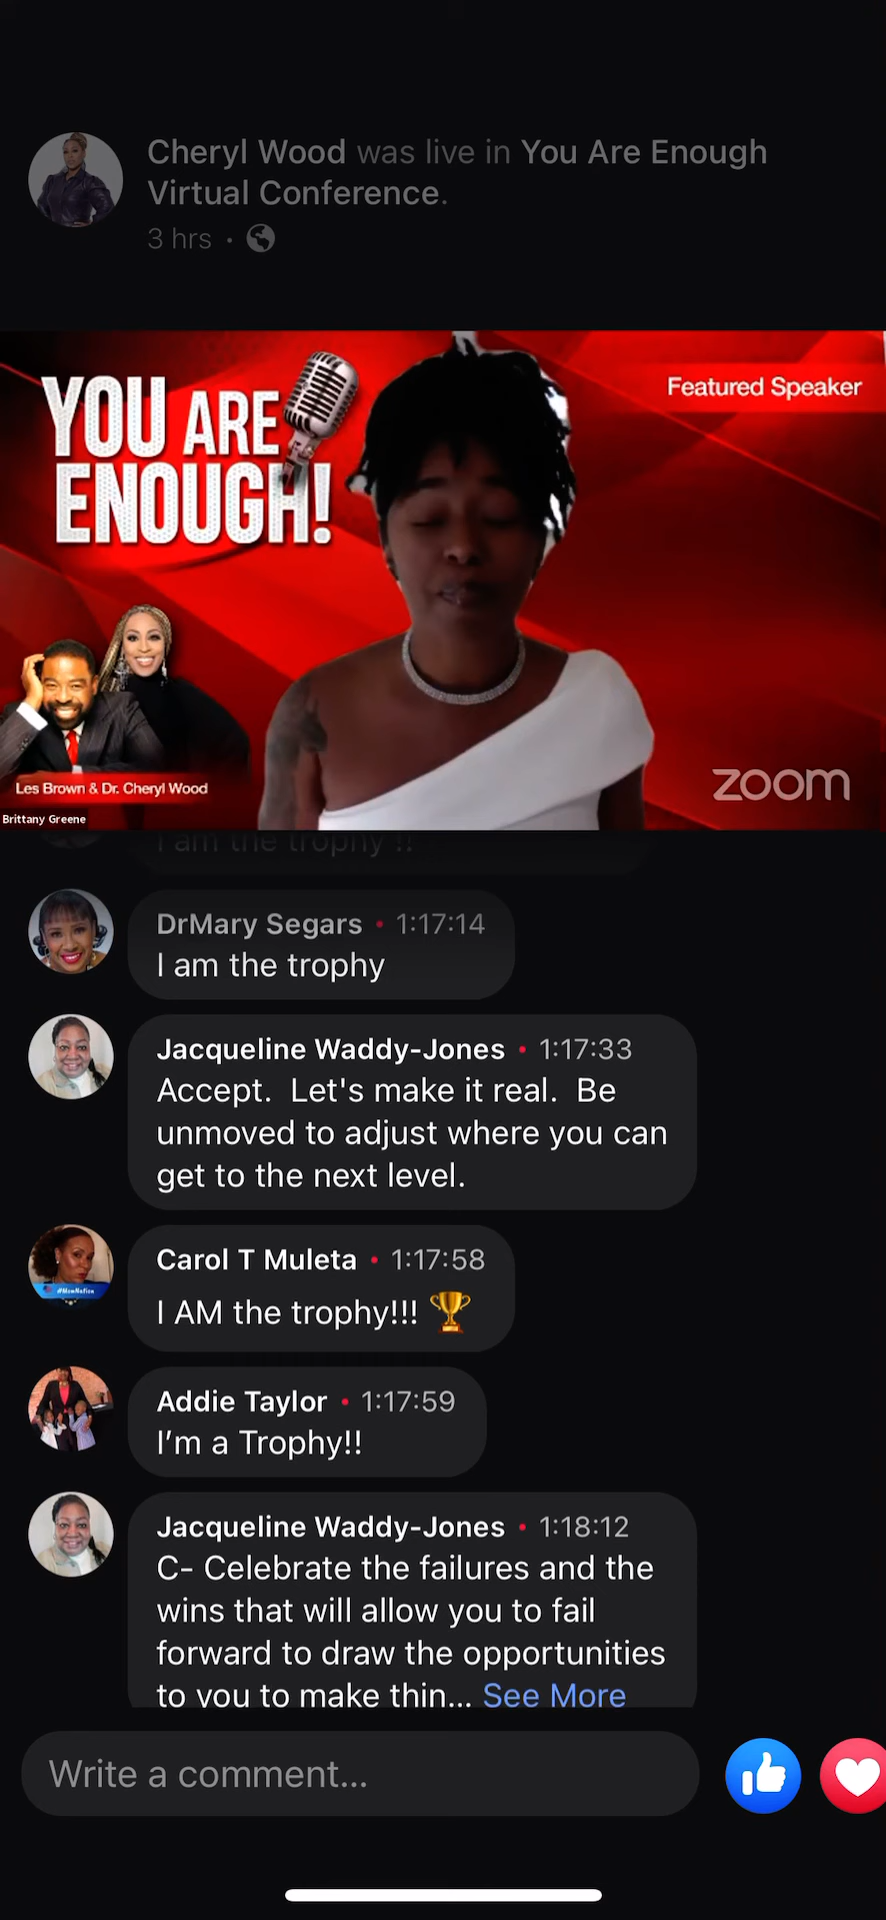 Cheryl Wood was live in You Are Enough
Virtual Conference.
3 hrs ·
YOU ARE
ENOUGH!
Featured Speaker
Les Brown & Dr. Cheryl Wood
zoom
Brittany Greene
I am the trophy !!
DrMary Segars • 1:17:14
I am the trophy
Jacqueline Waddy-Jones • 1:17:33
Accept.  Let's make it real.  Be
unmoved to adjust where you can
get to the next level.
#MomNation
Carol T Muleta • 1:17:58
I AM the trophy!!! 🏆
Addie Taylor • 1:17:59
I’m a Trophy!!
Jacqueline Waddy-Jones • 1:18:12
C- Celebrate the failures and the
wins that will allow you to fail
forward to draw the opportunities
to you to make thin... See More
Write a comment...